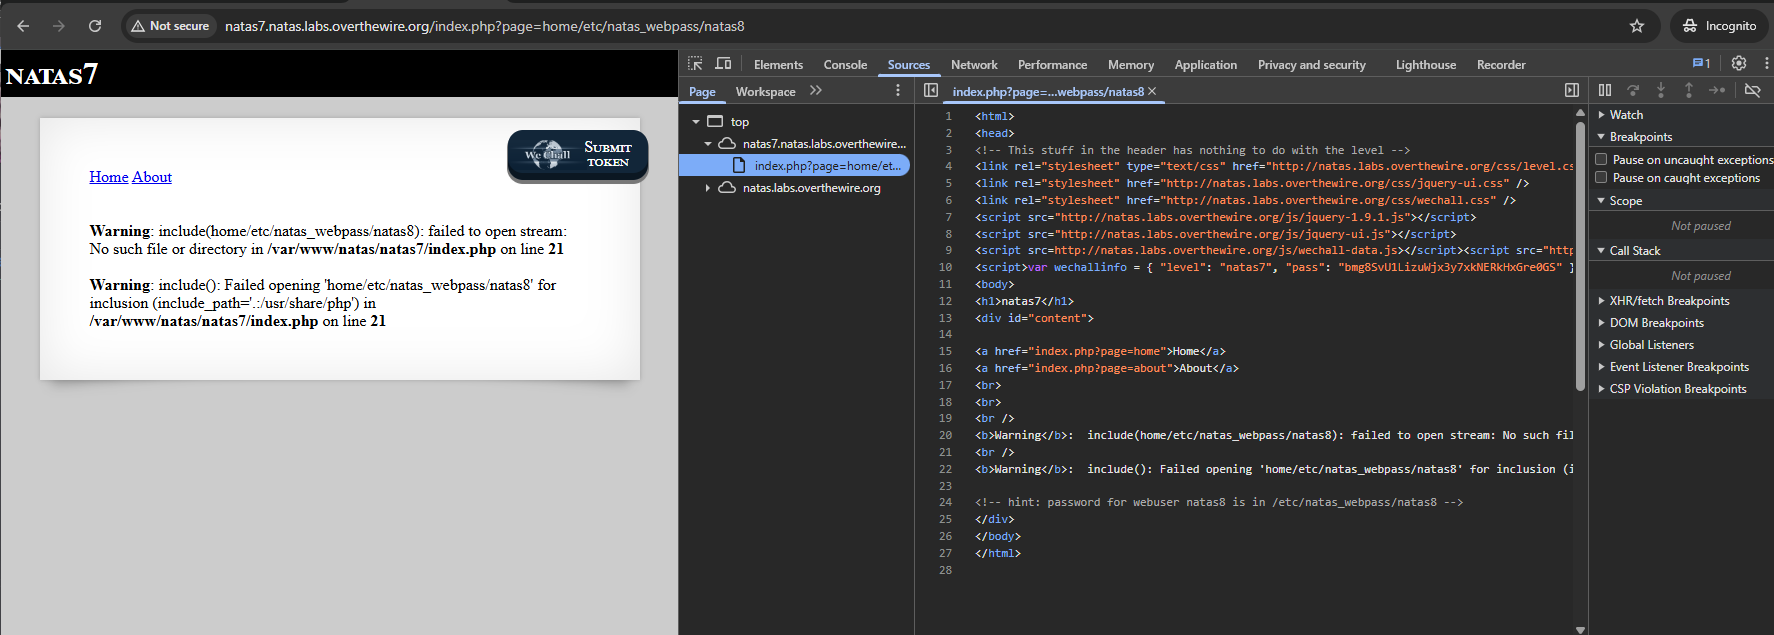 Not secure
natas7.natas.labs.overthewire.org/index.php?page=home/etc/natas_webpass/natas8
Incognito
NATAS7
We Chall
SUBMIT
TOKEN
Home About
Warning: include(home/etc/natas_webpass/natas8): failed to open stream:
No such file or directory in /var/www/natas/natas7/index.php on line 21
Warning: include(): Failed opening 'home/etc/natas_webpass/natas8' for
inclusion (include_path='.:/usr/share/php') in
/var/www/natas/natas7/index.php on line 21
Elements Console Sources Network Performance Memory Application Privacy and security Lighthouse Recorder 1
Page Workspace
top
natas7.natas.labs.overthewire...
index.php?page=home/et...
natas.labs.overthewire.org
index.php?page=...webpass/natas8
1 <html>
2 <head>
3 <!-- This stuff in the header has nothing to do with the level -->
4 <link rel="stylesheet" type="text/css" href="http://natas.labs.overthewire.org/css/level.cs
5 <link rel="stylesheet" href="http://natas.labs.overthewire.org/css/jquery-ui.css" />
6 <link rel="stylesheet" href="http://natas.labs.overthewire.org/css/wechall.css" />
7 <script src="http://natas.labs.overthewire.org/js/jquery-1.9.1.js"></script>
8 <script src="http://natas.labs.overthewire.org/js/jquery-ui.js"></script>
9 <script src=http://natas.labs.overthewire.org/js/wechall-data.js></script><script src="http
10 <script>var wechallinfo = { "level": "natas7", "pass": "bmg8SvU1LizuWjx3y7xkNERkHxGre0GS" }
11 <body>
12 <h1>natas7</h1>
13 <div id="content">
14
15 <a href="index.php?page=home">Home</a>
16 <a href="index.php?page=about">About</a>
17 <br>
18 <br>
19 <br />
20 <b>Warning</b>:  include(home/etc/natas_webpass/natas8): failed to open stream: No such fil
21 <br />
22 <b>Warning</b>:  include(): Failed opening 'home/etc/natas_webpass/natas8' for inclusion (i
23
24 <!-- hint: password for webuser natas8 is in /etc/natas_webpass/natas8 -->
25 </div>
26 </body>
27 </html>
28
Watch
Breakpoints
Pause on uncaught exceptions
Pause on caught exceptions
Scope
Not paused
Call Stack
Not paused
XHR/fetch Breakpoints
DOM Breakpoints
Global Listeners
Event Listener Breakpoints
CSP Violation Breakpoints